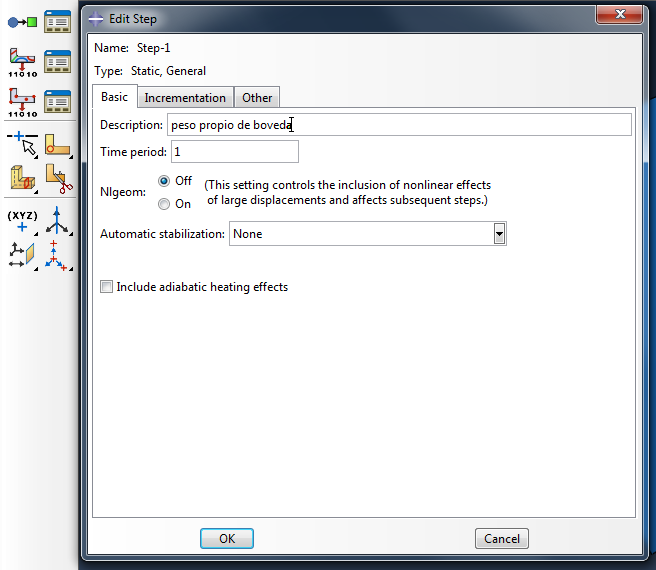 Edit Step
Name: Step-1
Type: Static, General
Basic Incrementation Other
Description: peso propio de boveda
Time period: 1
Nlgeom: Off (This setting controls the inclusion of nonlinear effects
On of large displacements and affects subsequent steps.)
Automatic stabilization: None
Include adiabatic heating effects
OK Cancel
11010
11010
(XYZ)